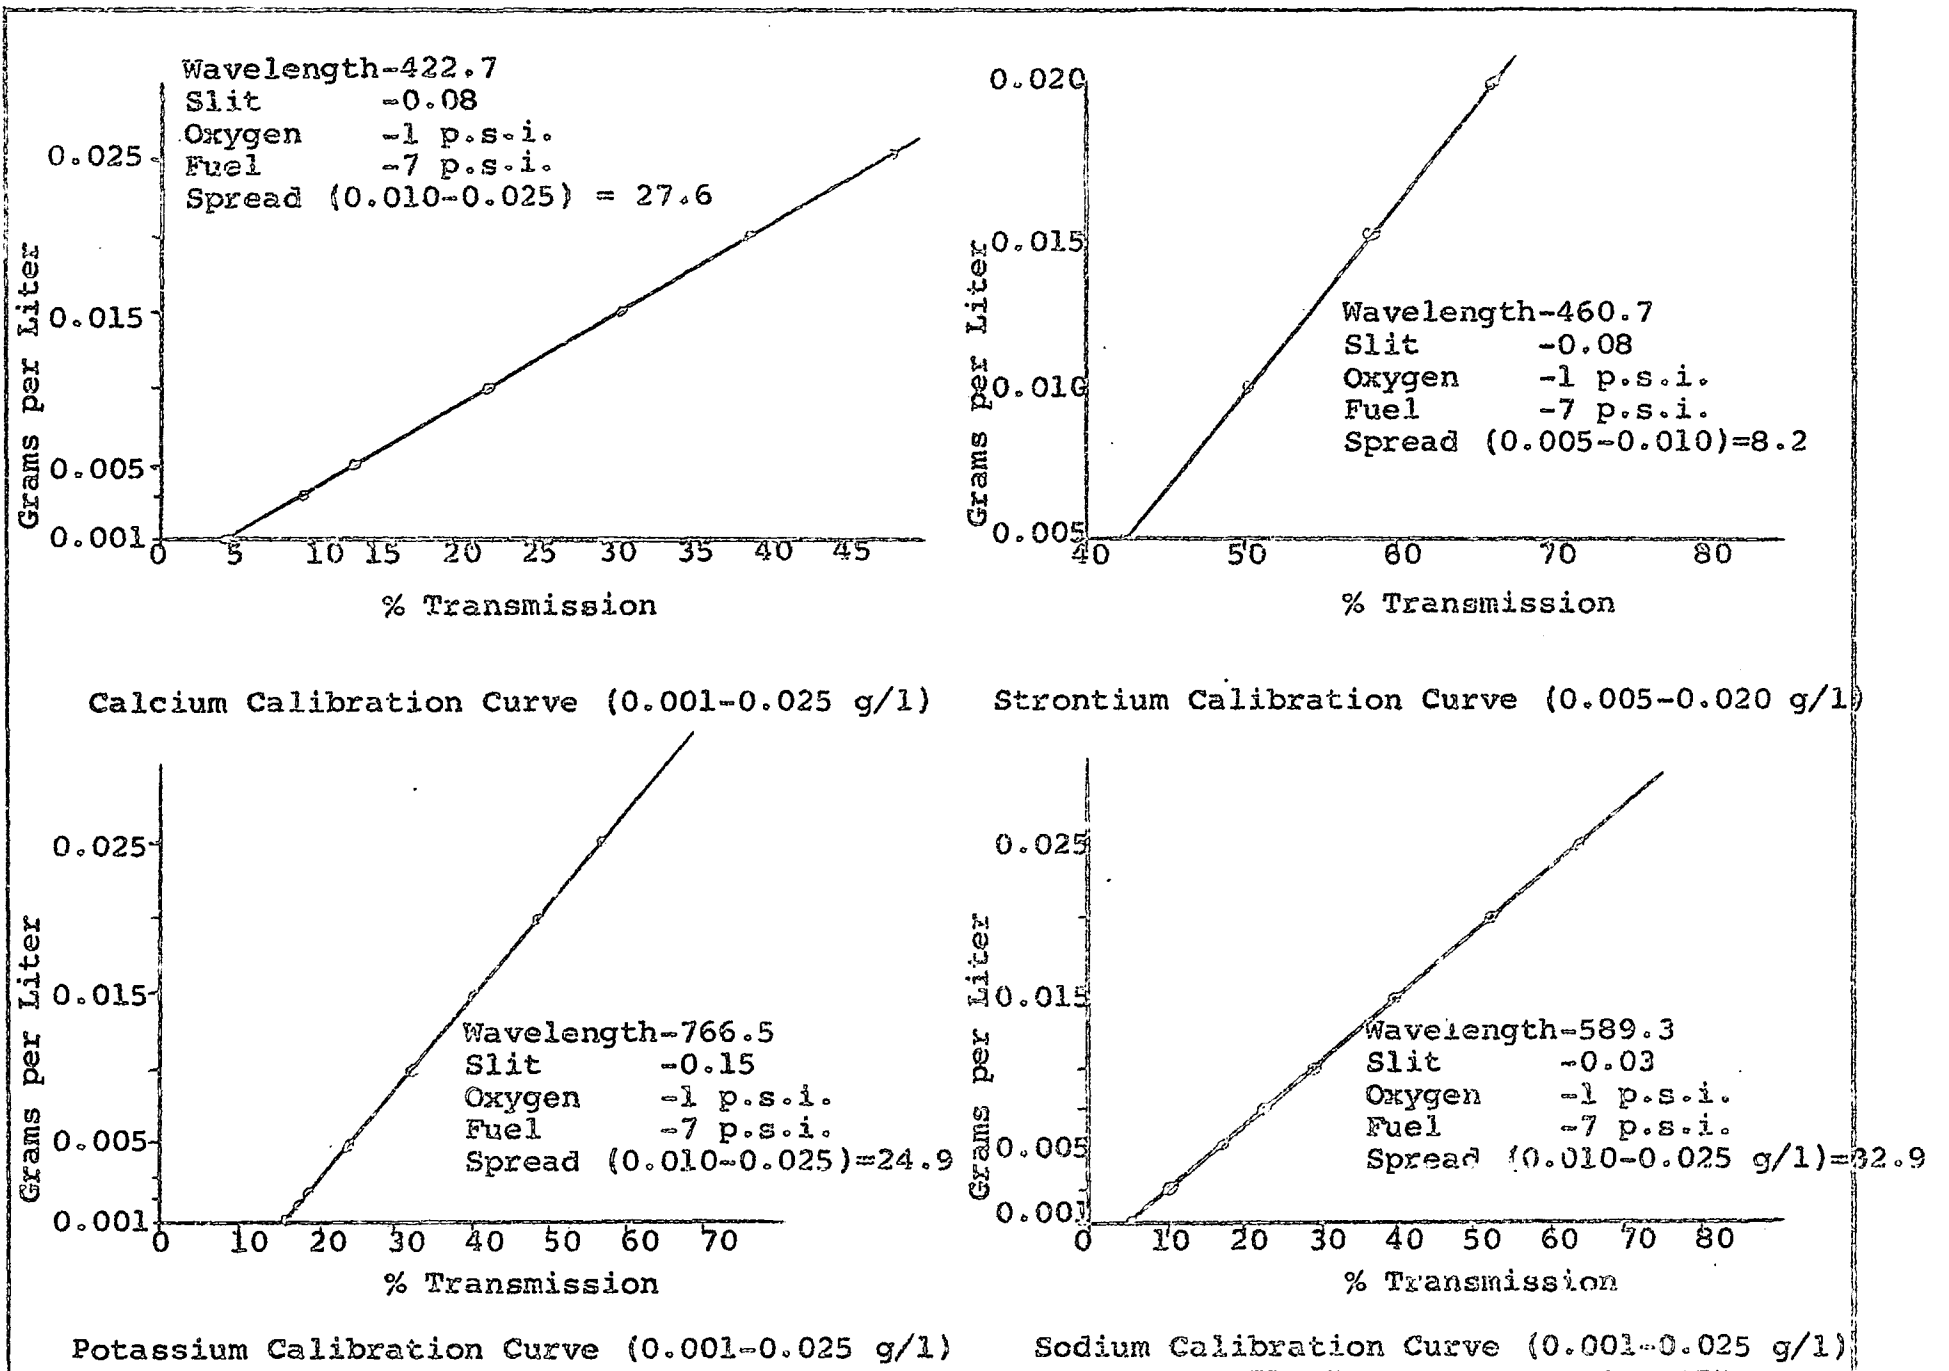 Wavelength-422.7
Slit -0.08
Oxygen -1 p.s.i.
Fuel -7 p.s.i.
Spread (0.010-0.025) = 27.6
0.025
0.015
0.005
0.001
Grams per Liter
0 5 10 15 20 25 30 35 40 45
% Transmission
Calcium Calibration Curve (0.001-0.025 g/l)
0.020
0.015
0.010
0.005
Grams per Liter
Wavelength-460.7
Slit -0.08
Oxygen -1 p.s.i.
Fuel -7 p.s.i.
Spread (0.005-0.010)=8.2
40 50 60 70 80
% Transmission
Strontium Calibration Curve (0.005-0.020 g/l)
0.025
0.015
0.005
0.001
Grams per Liter
Wavelength-766.5
Slit -0.15
Oxygen -1 p.s.i.
Fuel -7 p.s.i.
Spread (0.010-0.025)=24.9
0 10 20 30 40 50 60 70
% Transmission
Potassium Calibration Curve (0.001-0.025 g/l)
0.025
0.015
0.005
0.001
Grams per Liter
Wavelength-589.3
Slit -0.03
Oxygen -1 p.s.i.
Fuel -7 p.s.i.
Spread (0.010-0.025 g/l)=32.9
0 10 20 30 40 50 60 70 80
% Transmission
Sodium Calibration Curve (0.001-0.025 g/l)